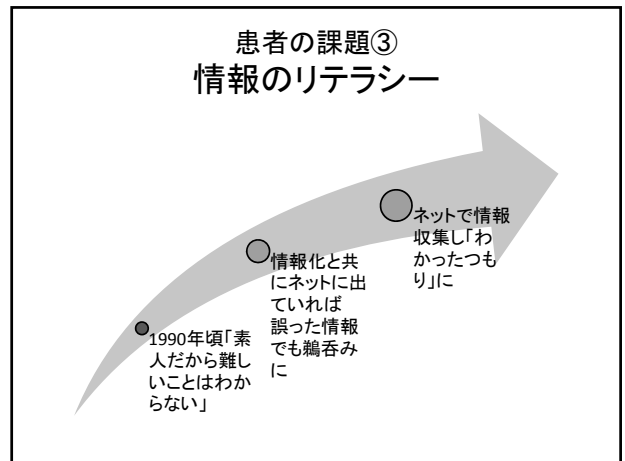 患者の課題③
情報のリテラシー
ネットで情報
収集し「わ
かったつも
り」に
情報化と共
にネットに出
ていれば
誤った情報
でも鵜呑み
に
1990年頃「素
人だから難し
いことはわか
らない」